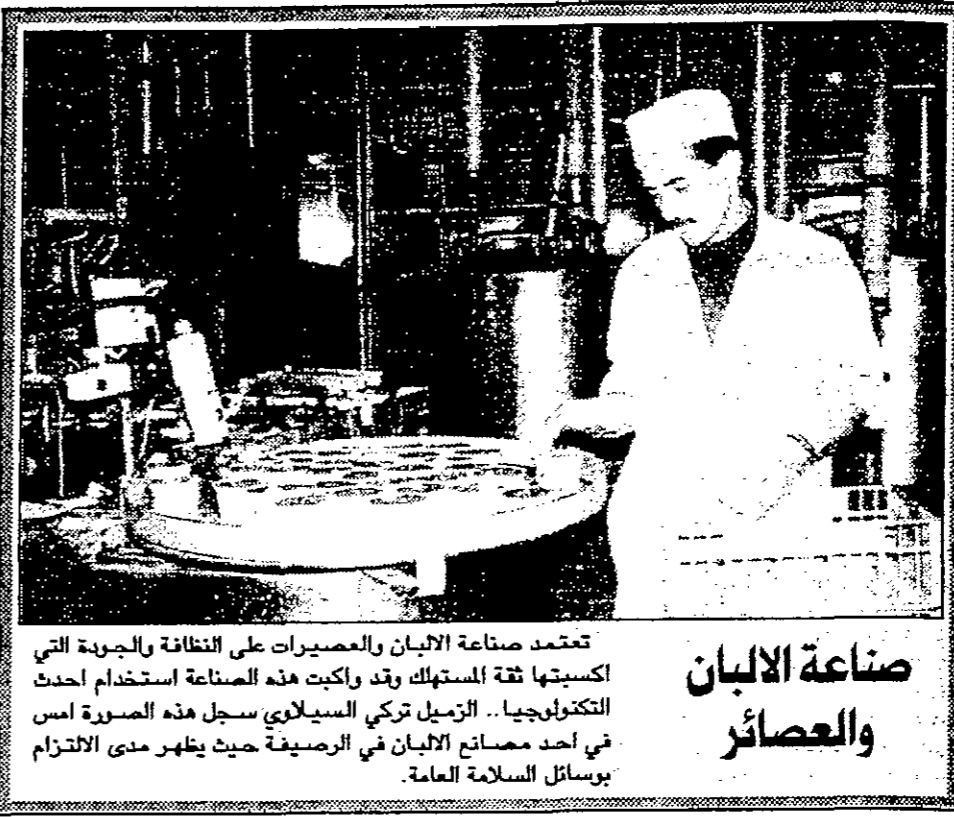 صناعة الالبان
والعصائر
تعتمد صناعة الالبان والعصيرات على النظافة والجودة التي
اكسبتها ثقة المستهلك وقد واكبت هذه الصناعة استخدام احدث
التكنولوجيا.. الزميل تركي السيلاوي سجل هذه الصورة امس
في احد مصانع الالبان في الرصيفة حيث يظهر مدى الالتزام
بوسائل السلامة العامة.